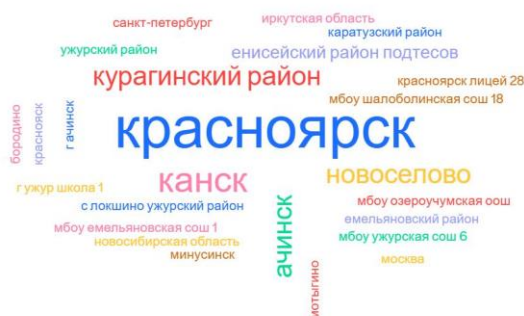 санкт-петербург
иркутская область
каратузский район
ужурский район
енисейский район подтесов
курагинский район
красноярск лицей 28
мбоу шалоболинская сош 18
бородино
краснояск
г ачинск
красноярск
канск
новоселово
г ужур школа 1
ачинск
мбоу озероучумская оош
с локшино ужурский район
емельяновский район
мбоу емельяновская сош 1
мбоу ужурская сош 6
новосибирская область
минусинск
москва
мотыгино